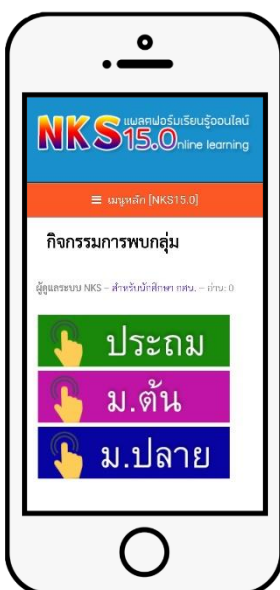 แพลตฟอร์มเรียนรู้ออนไลน์
NKS15.0nline learning
≡ เมนูหลัก [NKS15.0]
กิจกรรมการพบกลุ่ม
ผู้ดูแลระบบ NKS – สำหรับนักศึกษา กศน. – อ่าน: 0
ประถม
ม.ต้น
ม.ปลาย